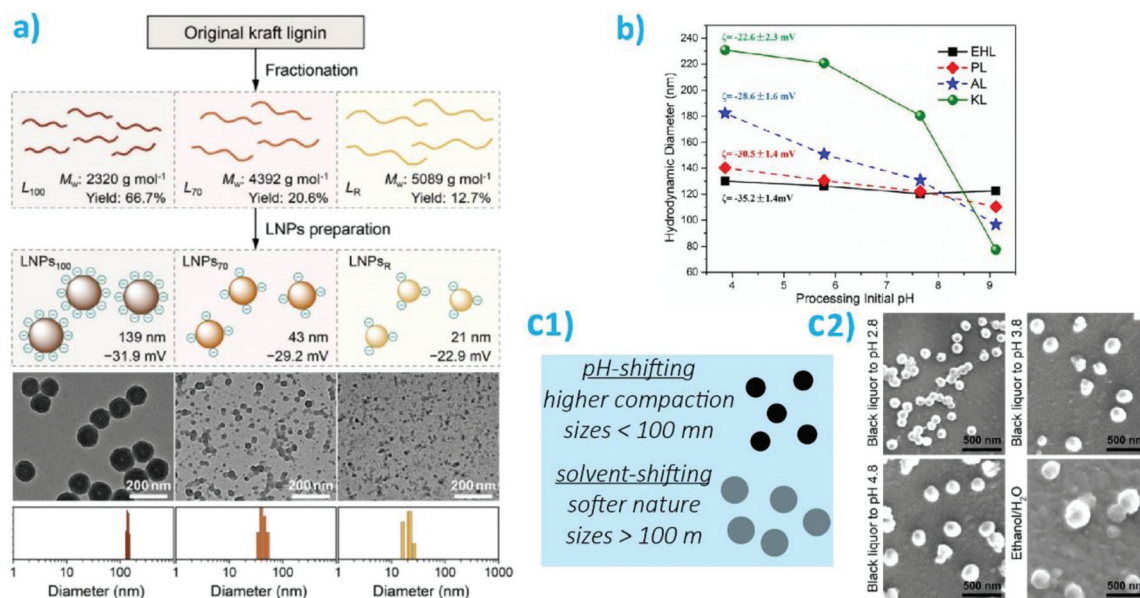 a)
Original kraft lignin
Fractionation
L100
Mw: 2320 g mol⁻¹
Yield: 66.7%
L70
Mw: 4392 g mol⁻¹
Yield: 20.6%
LR
Mw: 5089 g mol⁻¹
Yield: 12.7%
LNPs preparation
LNPs100
139 nm
−31.9 mV
LNPs70
43 nm
−29.2 mV
LNPsR
21 nm
−22.9 mV
200 nm
200 nm
200 nm
1 10 100
1 10 100
1 10 100 1000
Diameter (nm)
Diameter (nm)
Diameter (nm)
b)
Hydrodynamic Diameter (nm)
240
220
200
180
160
140
120
100
80
60
ζ= -22.6±2.3 mV
ζ= -28.6±1.6 mV
ζ= -30.5±1.4 mV
ζ= -35.2±1.4mV
EHL
PL
AL
KL
4 5 6 7 8 9
Processing Initial pH
c1)
pH-shifting
higher compaction
sizes < 100 mn
solvent-shifting
softer nature
sizes > 100 m
c2)
Black liquor to pH 2.8
500 nm
Black liquor to pH 3.8
500 nm
Black liquor to pH 4.8
500 nm
Ethanol/H₂O
500 nm